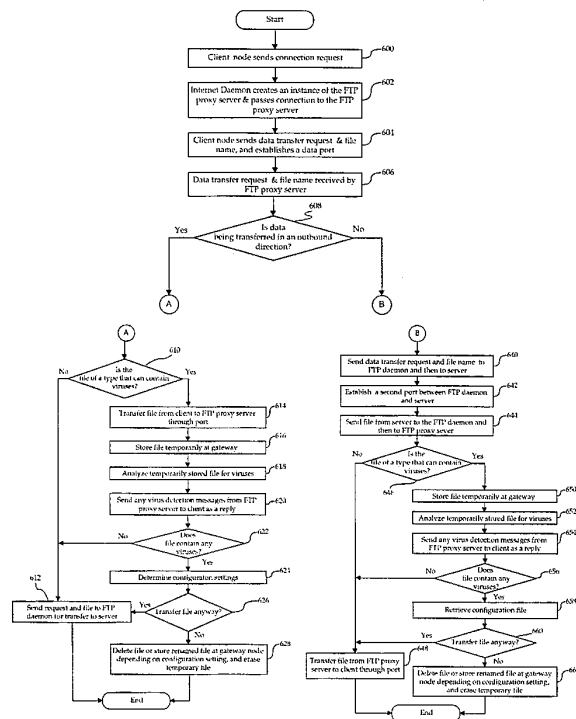 Start
Client node sends connection request
600
Internet Daemon creates an instance of the FTP
proxy server & passes connection to the FTP
proxy server
602
Client node sends data transfer request & file
name, and establishes a data port
604
Data transfer request & file name received by
FTP proxy server
606
608
Is data
being transferred in an outbound
direction?
Yes
No
A
B
A
610
Is the
file of a type that can contain
viruses?
No
Yes
Transfer file from client to FTP proxy server
through port
614
Store file temporarily at gateway
616
Analyze temporarily stored file for viruses
618
Send any virus detection messages from FTP
proxy server to client as a reply
620
Does
file contain any
viruses?
622
No
Yes
Determine configuration settings
624
612
Send request and file to FTP
daemon for transfer to server
Yes
Transfer file anyway?
626
No
Delete file or store renamed file at gateway node
depending on configuration setting, and erase
temporary file
628
End
B
Send data transfer request and file name to
FTP daemon and then to server
640
Establish a second port between FTP daemon
and server
642
Send file from server to the FTP daemon and
then to FTP proxy server
644
Is the
file of a type that can contain
viruses?
No
Yes
646
Store file temporarily at gateway
650
Analyze temporarily stored file for viruses
652
Send any virus detection messages from
FTP proxy server to client as a reply
654
Does
file contain any
viruses?
656
No
Yes
Retrieve configuration file
658
Yes
Transfer file anyway?
660
648
Transfer file from FTP proxy
server to client through port
No
Delete file or store renamed file at gateway
node depending on configuration setting,
and erase temporary file
66
End